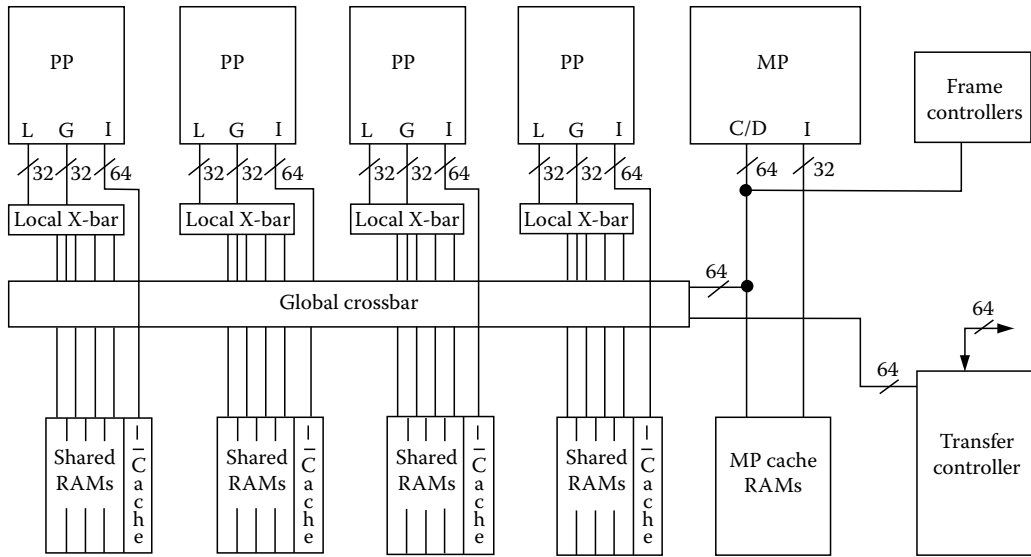 PP
PP
PP
PP
MP
Frame
controllers
L G I
L G I
L G I
L G I
C/D I
32 32 64
32 32 64
32 32 64
32 32 64
64 32
Local X-bar
Local X-bar
Local X-bar
Local X-bar
Global crossbar
64
64
64
Shared
RAMs
I–Cache
Shared
RAMs
I–Cache
Shared
RAMs
I–Cache
Shared
RAMs
I–Cache
MP cache
RAMs
Transfer
controller